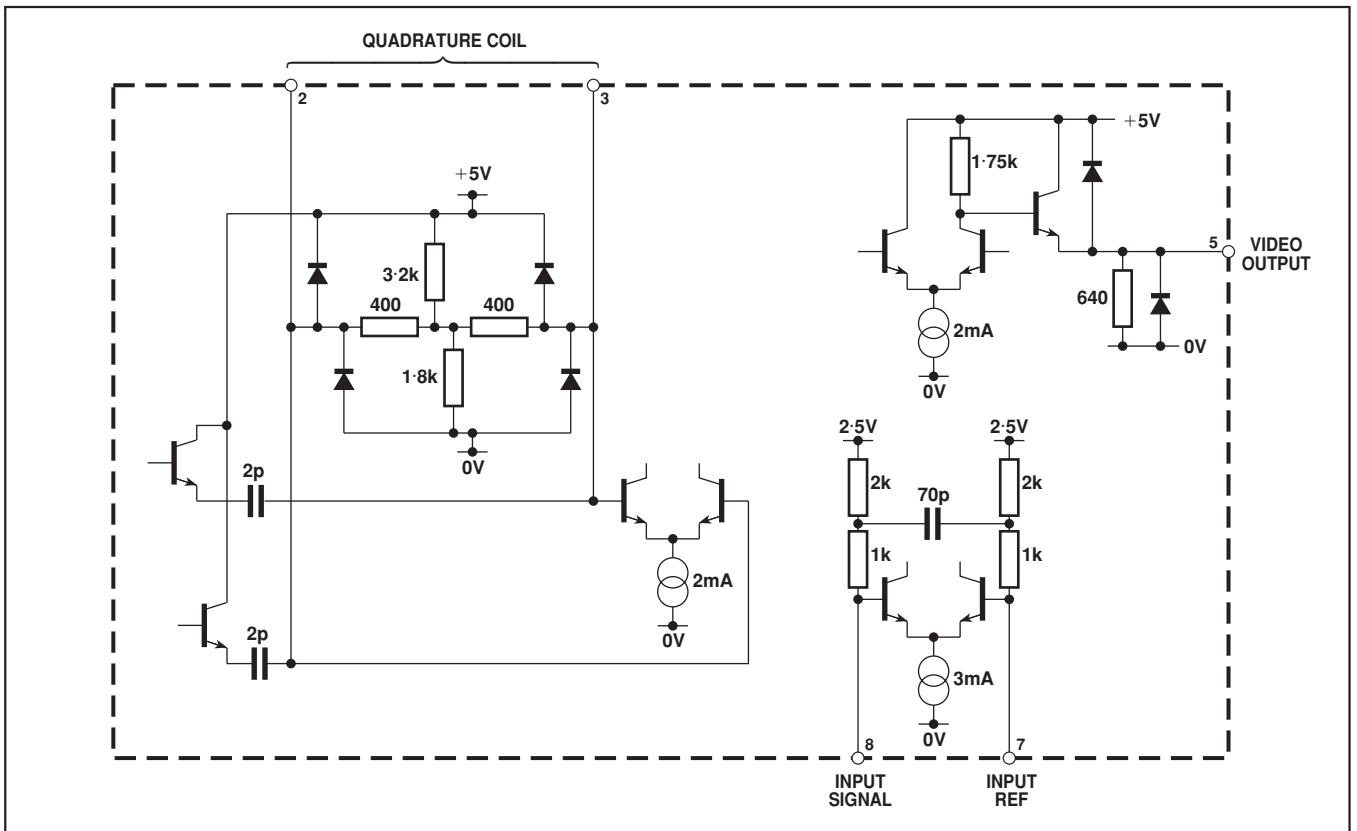 QUADRATURE COIL
2
3
+5V
+5V
1·75k
3·2k
5
VIDEO
OUTPUT
400
400
640
2mA
0V
1·8k
0V
2·5V
2·5V
0V
2p
2k
70p
2k
1k
1k
2mA
2p
0V
3mA
0V
8
7
INPUT
SIGNAL
INPUT
REF